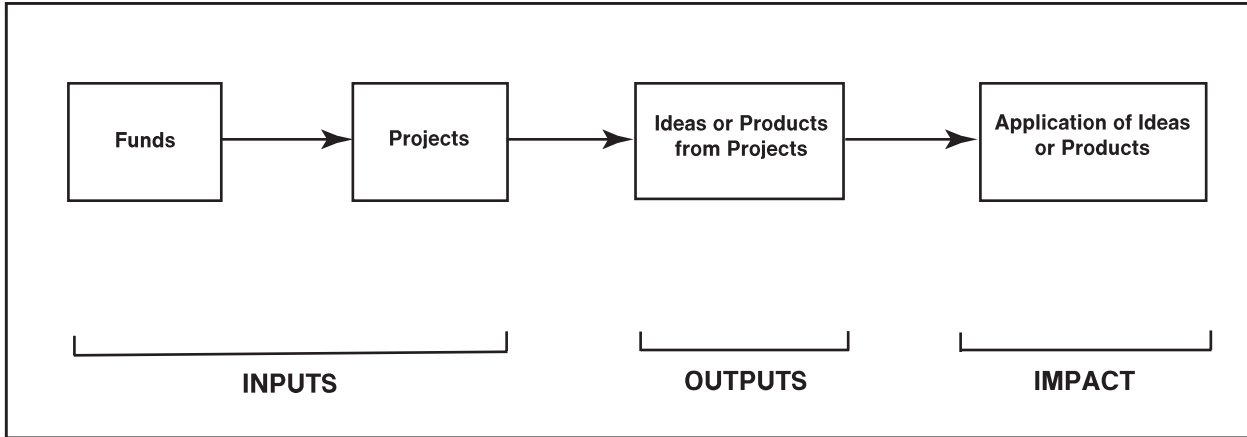 Funds
Projects
Ideas or Products
from Projects
Application of Ideas
or Products
INPUTS
OUTPUTS
IMPACT